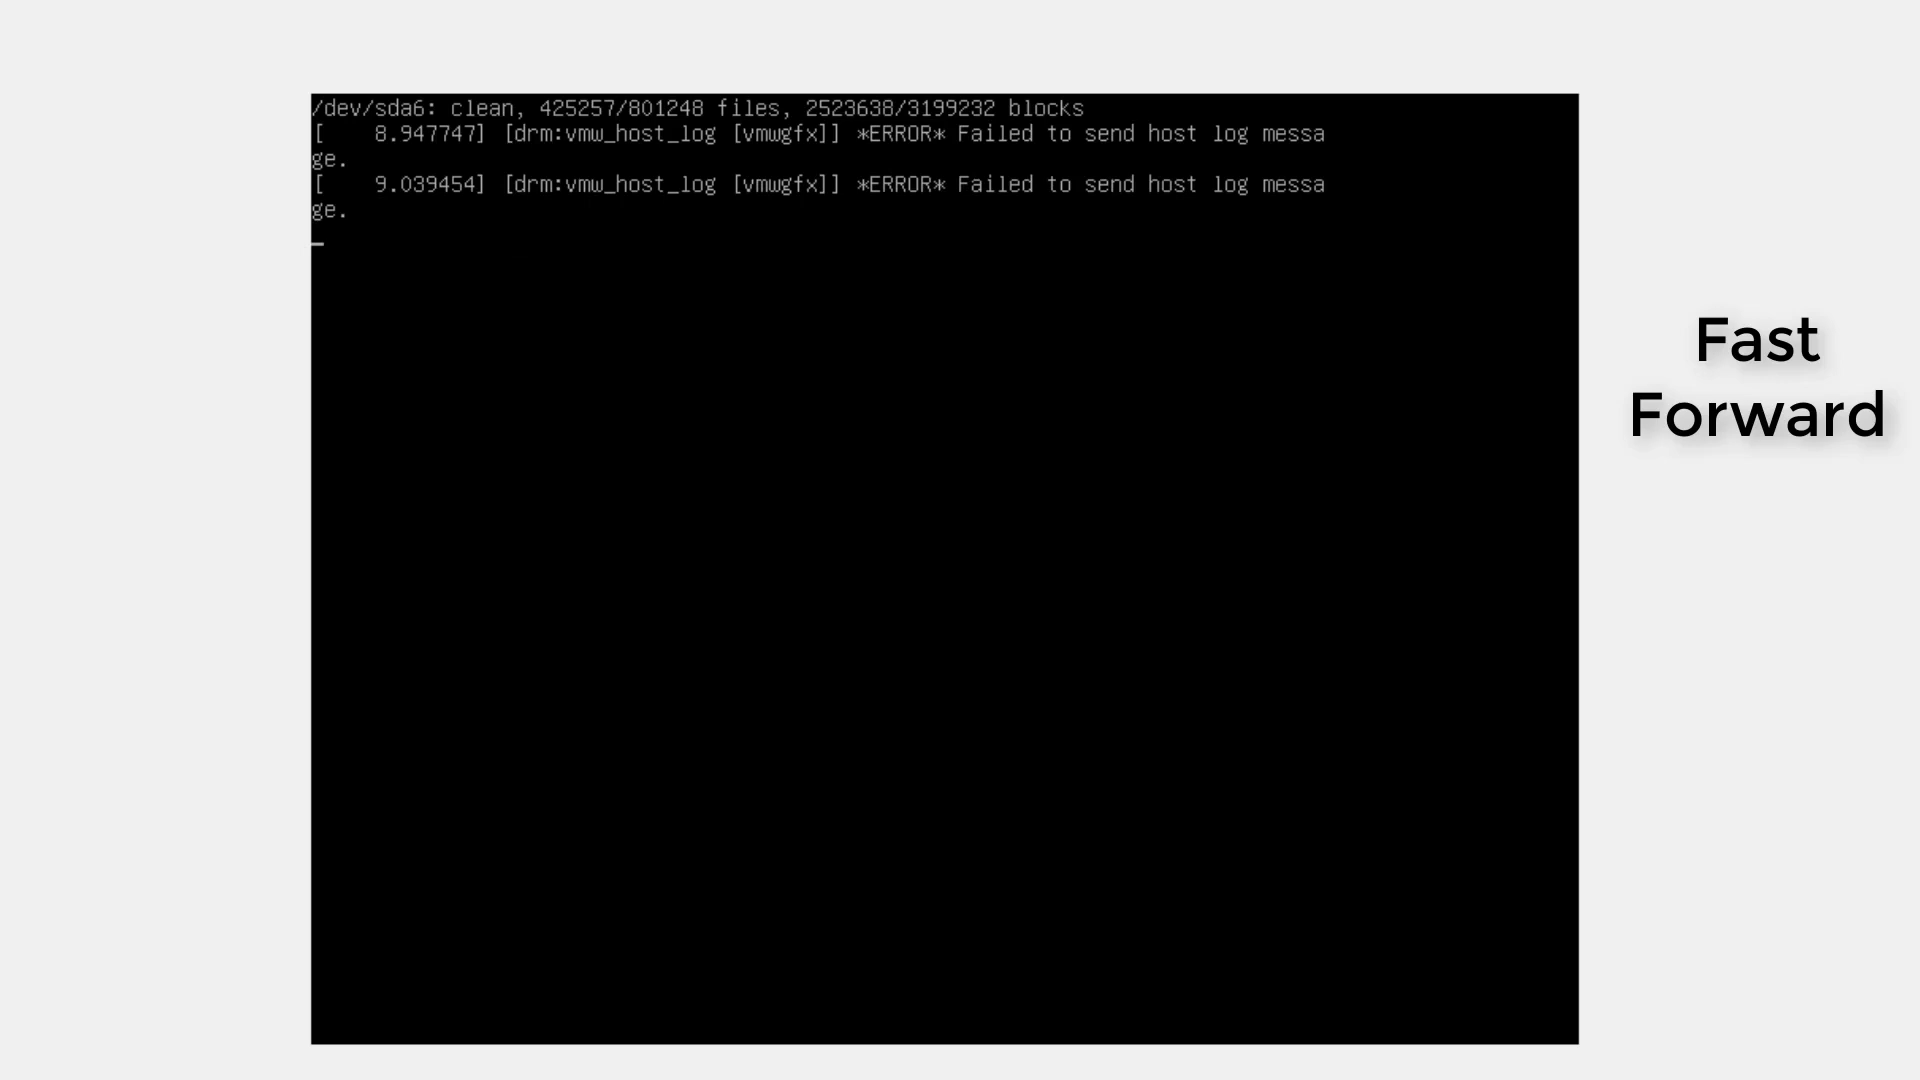 /dev/sda6: clean, 425257/801248 files, 2523638/3199232 blocks
[    8.947747] [drm:vmw_host_log [vmwgfx]] *ERROR* Failed to send host log messa
ge.
[    9.039454] [drm:vmw_host_log [vmwgfx]] *ERROR* Failed to send host log messa
ge.
Fast
Forward